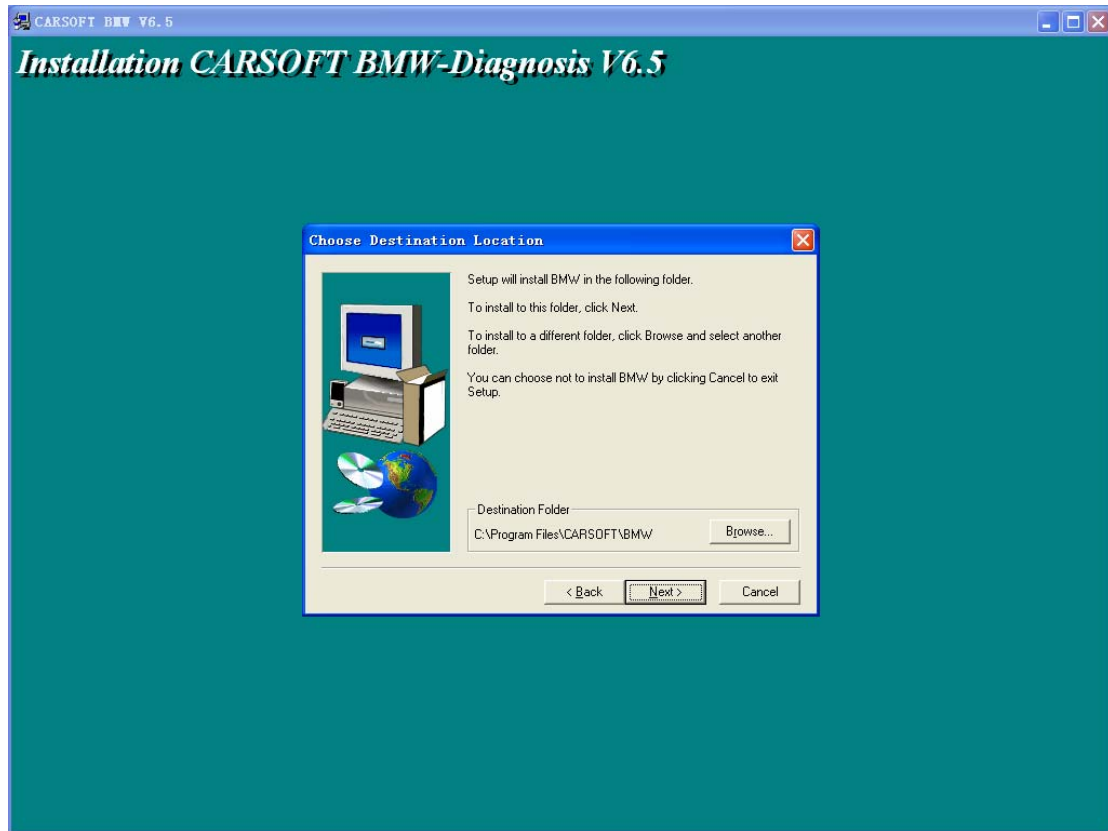 CARSOFT BMW V6.5
Installation CARSOFT BMW-Diagnosis V6.5
Choose Destination Location
Setup will install BMW in the following folder.
To install to this folder, click Next.
To install to a different folder, click Browse and select another
folder.
You can choose not to install BMW by clicking Cancel to exit
Setup.
Destination Folder
C:\Program Files\CARSOFT\BMW
Browse...
< Back
Next >
Cancel